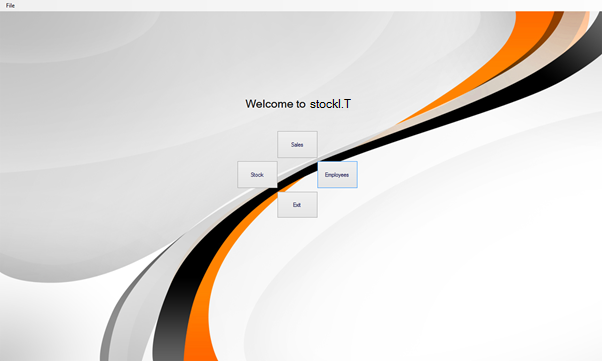 File
Welcome to stockI.T
Sales
Stock
Employees
Exit